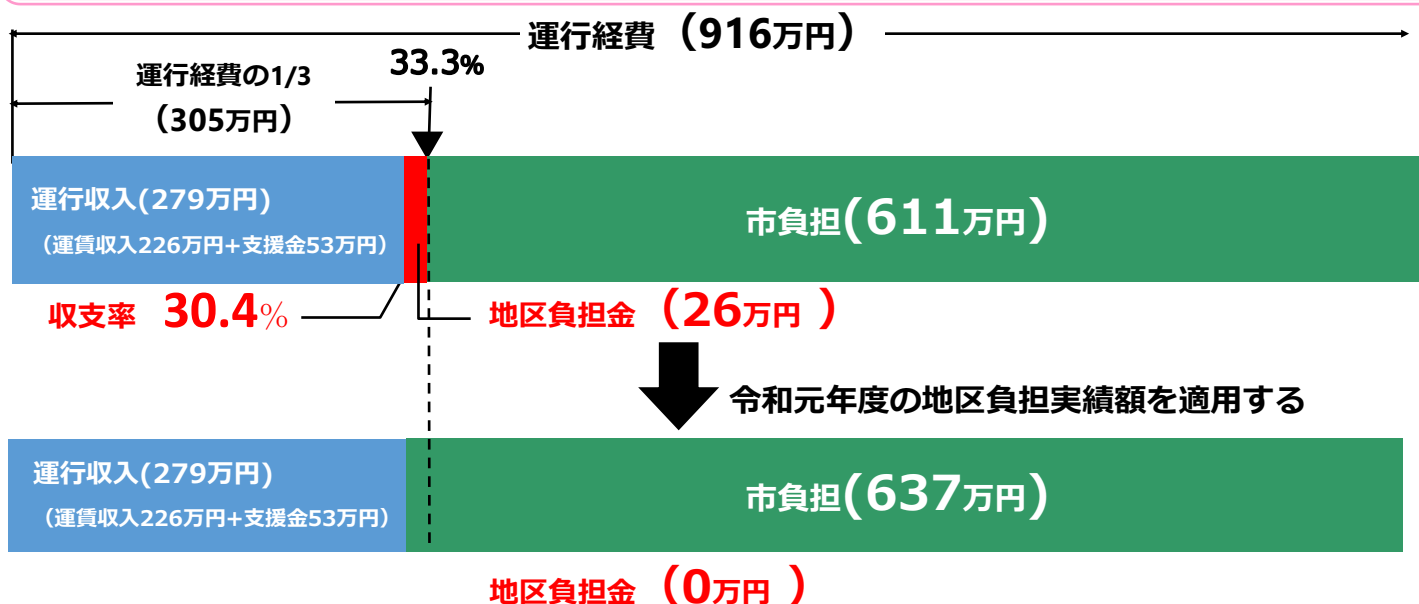 運行経費（916万円）
運行経費の1/3
（305万円）
33.3%
運行収入(279万円)
（運賃収入226万円+支援金53万円）
市負担(611万円)
収支率 30.4%
地区負担金（26万円 ）
令和元年度の地区負担実績額を適用する
運行収入(279万円)
（運賃収入226万円+支援金53万円）
市負担(637万円)
地区負担金（0万円 ）